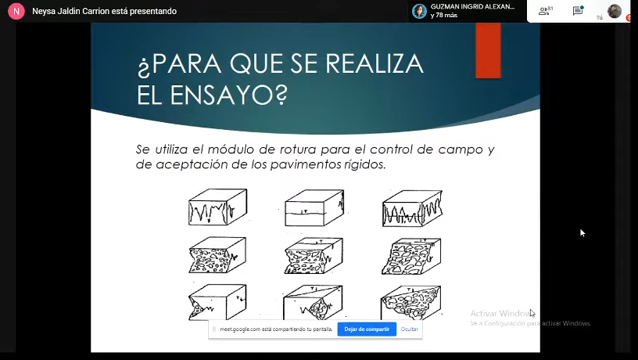 N
Neysa Jaldin Carrion está presentando
GUZMAN INGRID ALEXAN...
y 78 más
81
Tú
¿PARA QUE SE REALIZA
EL ENSAYO?
Se utiliza el módulo de rotura para el control de campo y
de aceptación de los pavimentos rígidos.
meet.google.com está compartiendo tu pantalla.
Dejar de compartir
Ocultar
Activar Windows
Ve a Configuración para activar Windows.